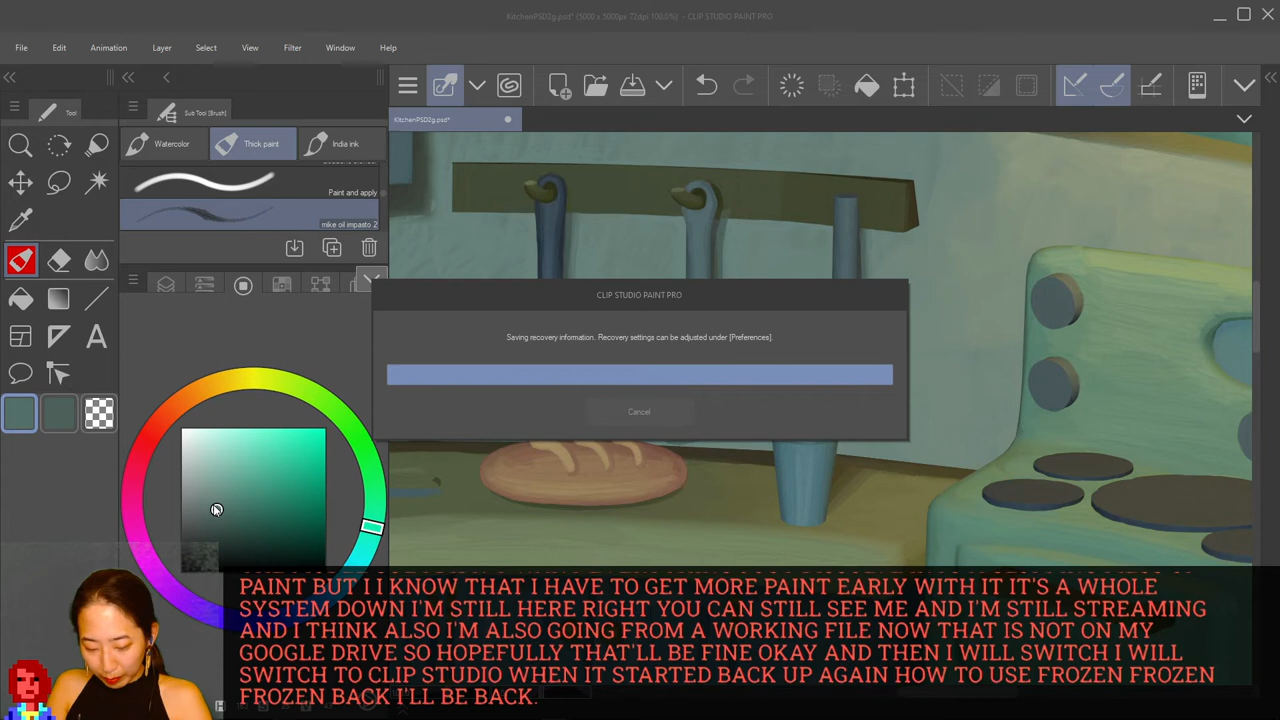 KitchenPSD2g.psd* (5000 x 5000px 72dpi 100.0%) - CLIP STUDIO PAINT PRO
File Edit Animation Layer Select View Filter Window Help
Tool
Sub Tool [Brush]
KitchenPSD2g.psd*
Watercolor Thick paint India ink
Paint and apply
mike oil impasto 2
CLIP STUDIO PAINT PRO
Saving recovery information. Recovery settings can be adjusted under [Preferences].
Cancel
PAINT BUT I I KNOW THAT I HAVE TO GET MORE PAINT EARLY WITH IT IT'S A WHOLE
SYSTEM DOWN I'M STILL HERE RIGHT YOU CAN STILL SEE ME AND I'M STILL STREAMING
AND I THINK ALSO I'M ALSO GOING FROM A WORKING FILE NOW THAT IS NOT ON MY
GOOGLE DRIVE SO HOPEFULLY THAT'LL BE FINE OKAY AND THEN I WILL SWITCH I WILL
SWITCH TO CLIP STUDIO WHEN IT STARTED BACK UP AGAIN HOW TO USE FROZEN FROZEN
FROZEN BACK I'LL BE BACK.